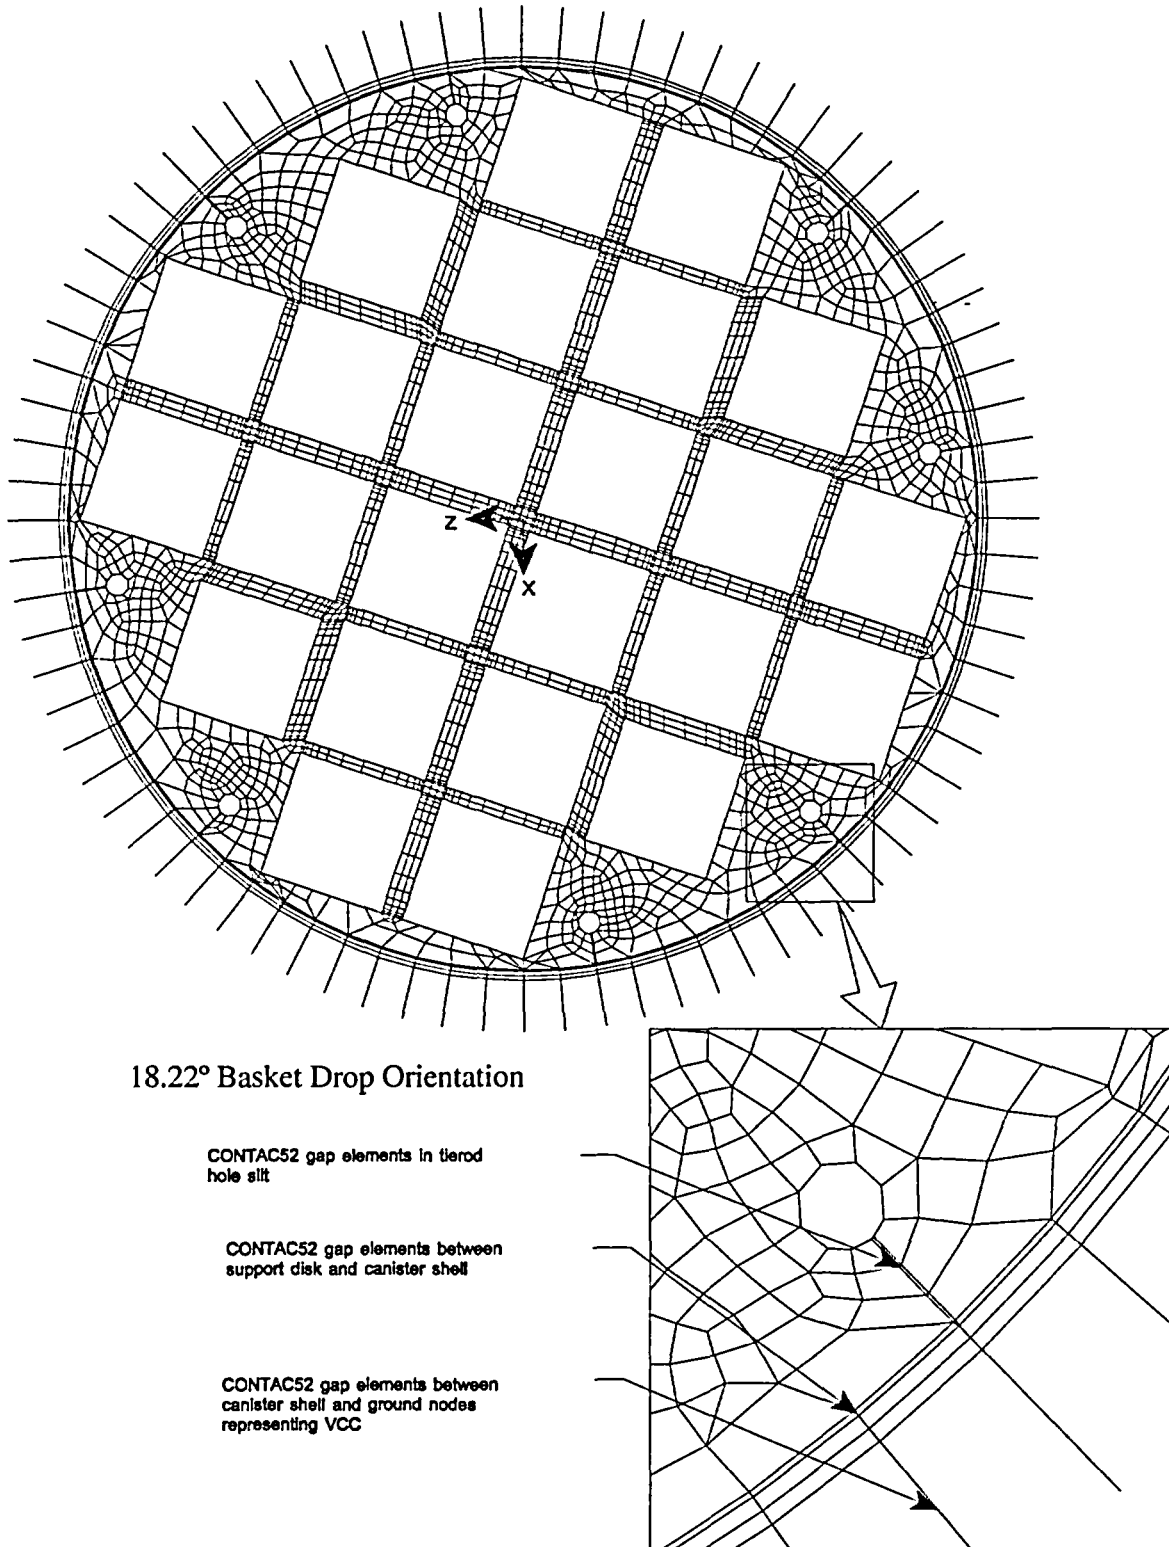 Z
X
18.22º Basket Drop Orientation
CONTAC52 gap elements in tierod
hole slit
CONTAC52 gap elements between
support disk and canister shell
CONTAC52 gap elements between
canister shell and ground nodes
representing VCC